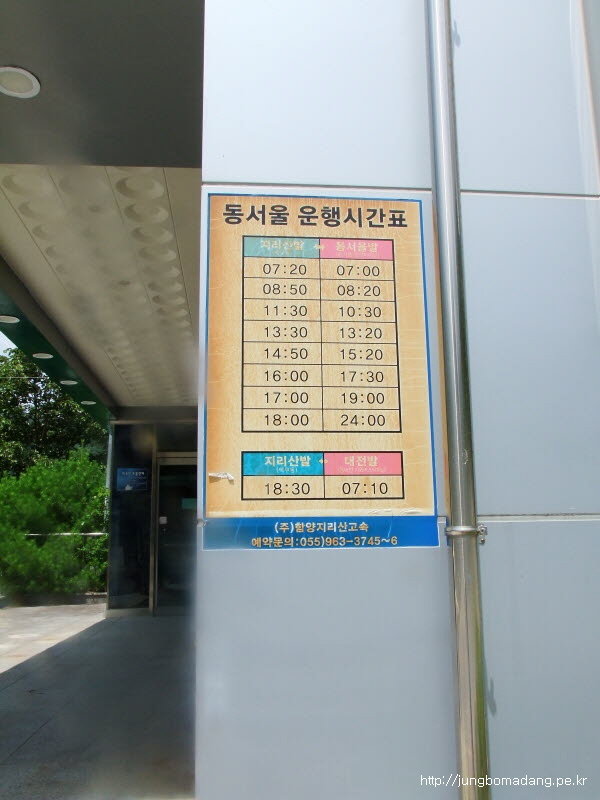 동서울 운행시간표
지리산발 ↔ 동서울발
07:20 07:00
08:50 08:20
11:30 10:30
13:30 13:20
14:50 15:20
16:00 17:30
17:00 19:00
18:00 24:00
지리산발 ↔ 대전발
18:30 07:10
(주)함양지리산고속
예약문의:055)963-3745~6
http://jungbomadang.pe.kr